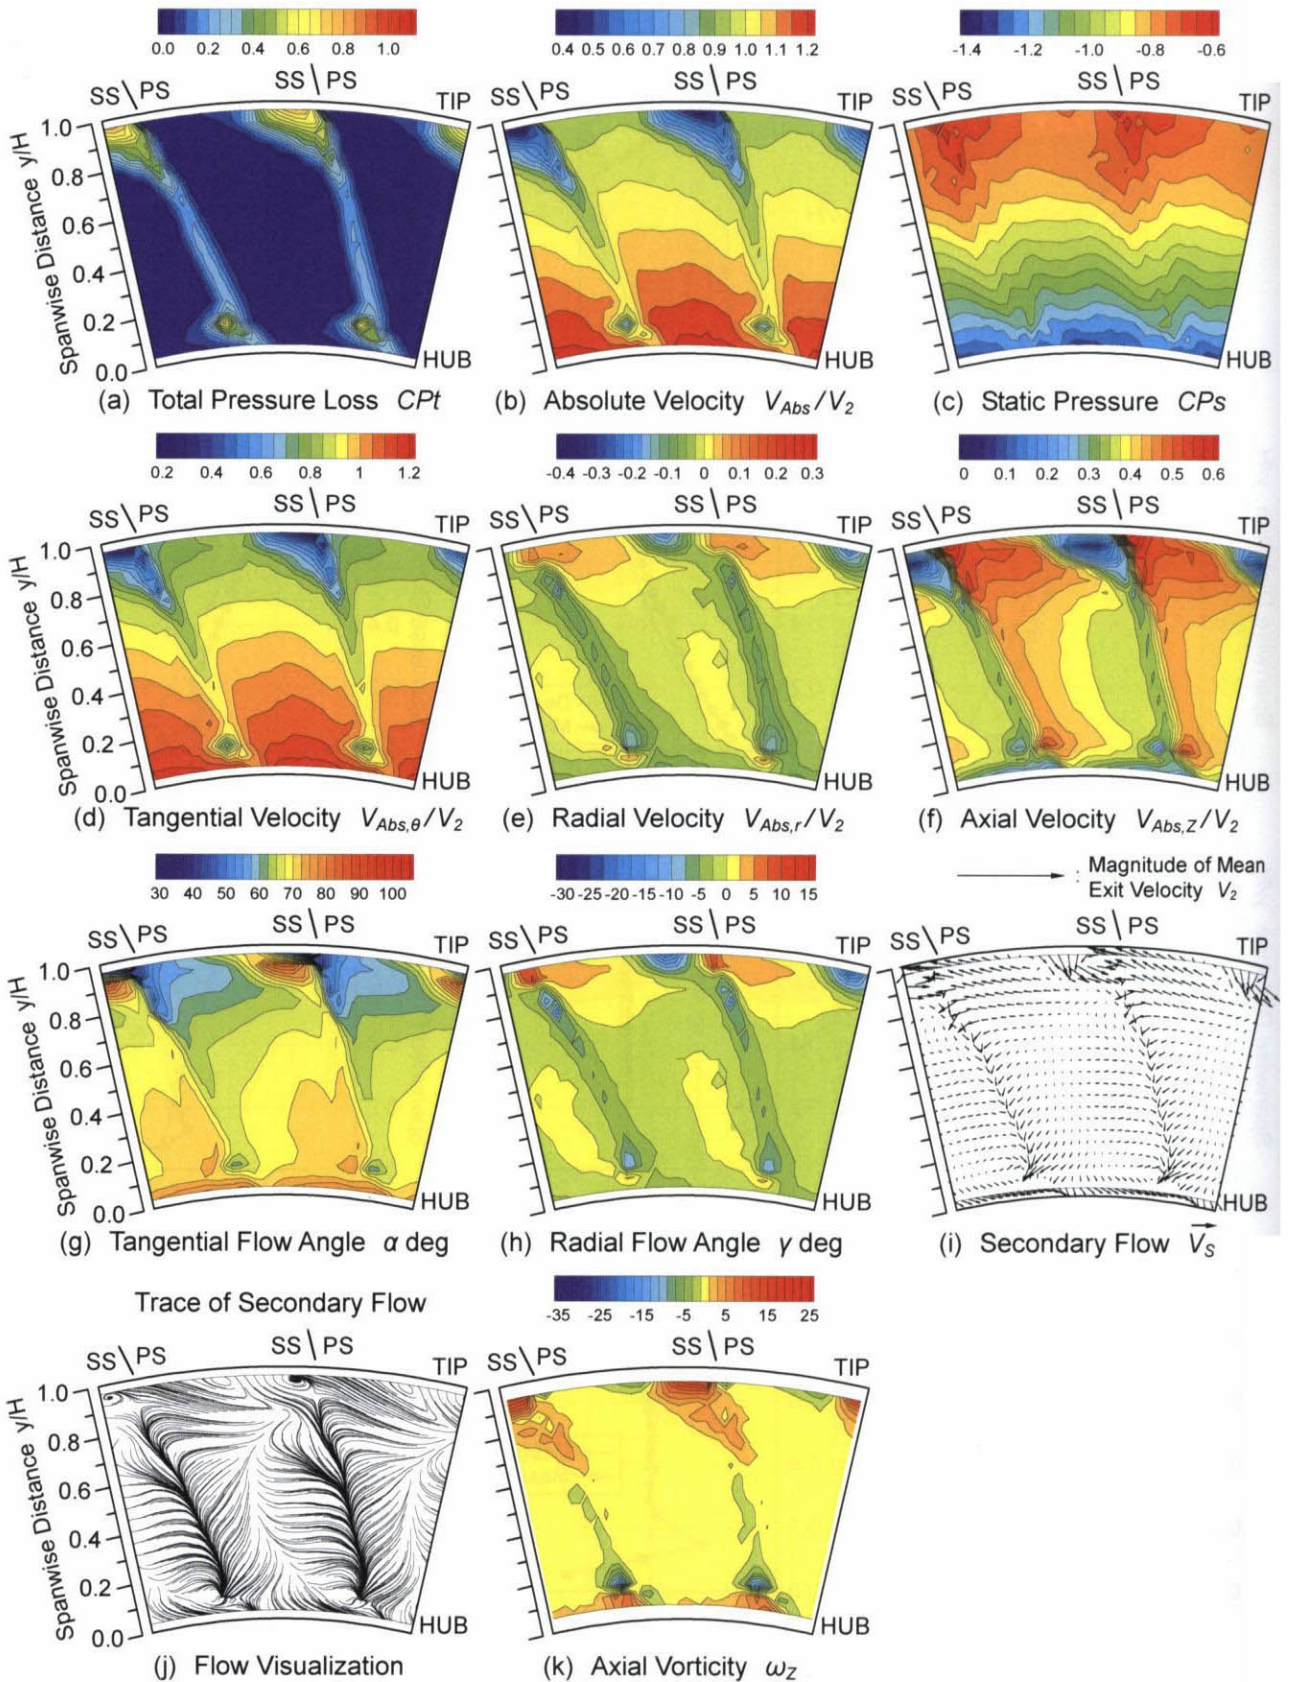 0.0 0.2 0.4 0.6 0.8 1.0
0.4 0.5 0.6 0.7 0.8 0.9 1.0 1.1 1.2
-1.4 -1.2 -1.0 -0.8 -0.6
SS \ PS SS \ PS TIP
SS \ PS SS \ PS TIP
SS \ PS SS \ PS TIP
Spanwise Distance y/H
1.0
0.8
0.6
0.4
0.2
0.0
HUB HUB HUB
(a) Total Pressure Loss CPt
(b) Absolute Velocity V_Abs / V_2
(c) Static Pressure CPs
0.2 0.4 0.6 0.8 1.0 1.2
-0.4 -0.3 -0.2 -0.1 0 0.1 0.2 0.3
0 0.1 0.2 0.3 0.4 0.5 0.6
SS \ PS SS \ PS TIP
SS \ PS SS \ PS TIP
SS \ PS SS \ PS TIP
Spanwise Distance y/H
1.0
0.8
0.6
0.4
0.2
0.0
HUB HUB HUB
(d) Tangential Velocity V_Abs,θ / V_2
(e) Radial Velocity V_Abs,r / V_2
(f) Axial Velocity V_Abs,Z / V_2
30 40 50 60 70 80 90 100
-30 -25 -20 -15 -10 -5 0 5 10 15
: Magnitude of Mean
Exit Velocity V_2
SS \ PS SS \ PS TIP
SS \ PS SS \ PS TIP
SS \ PS SS \ PS TIP
Spanwise Distance y/H
1.0
0.8
0.6
0.4
0.2
0.0
HUB HUB HUB
(g) Tangential Flow Angle α deg
(h) Radial Flow Angle γ deg
(i) Secondary Flow V_S
Trace of Secondary Flow
-35 -25 -15 -5 5 15 25
SS \ PS SS \ PS TIP
SS \ PS SS \ PS TIP
Spanwise Distance y/H
1.0
0.8
0.6
0.4
0.2
0.0
HUB HUB
(j) Flow Visualization
(k) Axial Vorticity ω_Z